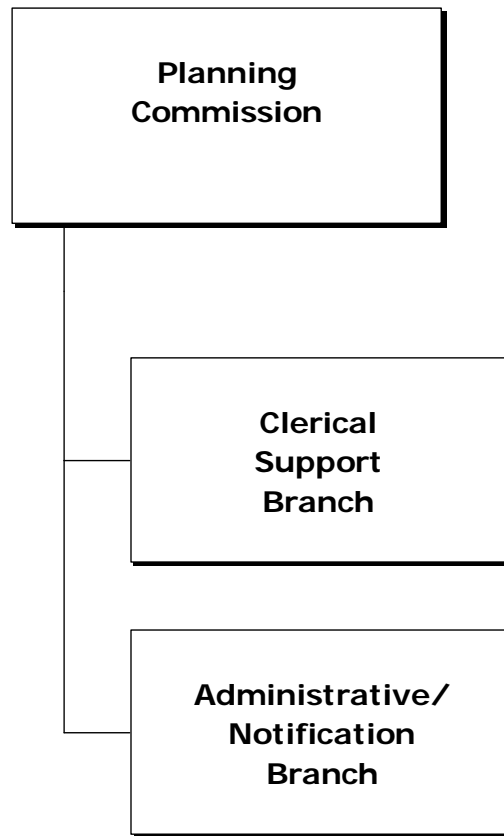 Planning
Commission
Clerical
Support
Branch
Administrative/
Notification
Branch